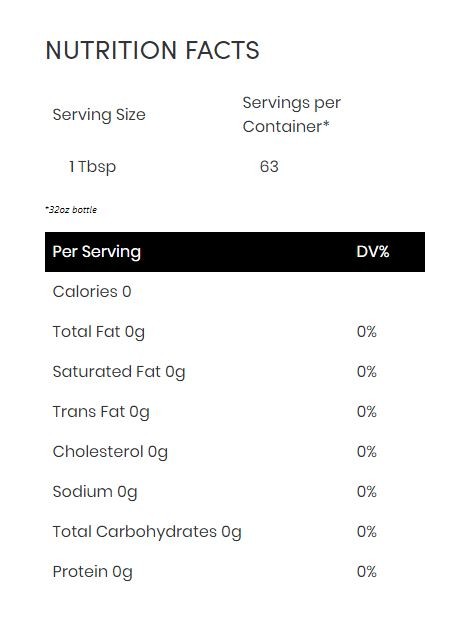 NUTRITION FACTS
Serving Size
Servings per
Container*
1 Tbsp
63
*32oz bottle
Per Serving DV%
Calories 0
Total Fat 0g 0%
Saturated Fat 0g 0%
Trans Fat 0g 0%
Cholesterol 0g 0%
Sodium 0g 0%
Total Carbohydrates 0g 0%
Protein 0g 0%